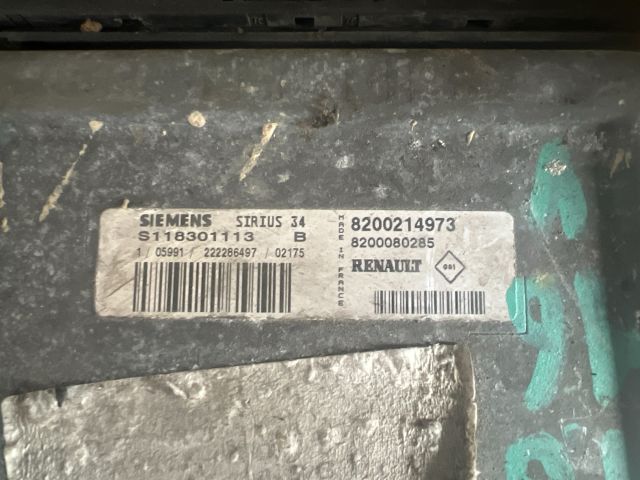 SIEMENS SIRIUS 34
S118301113 B
1 / 05991 / 222286497 / 02175
MADE IN FRANCE
8200214973
8200080285
RENAULT